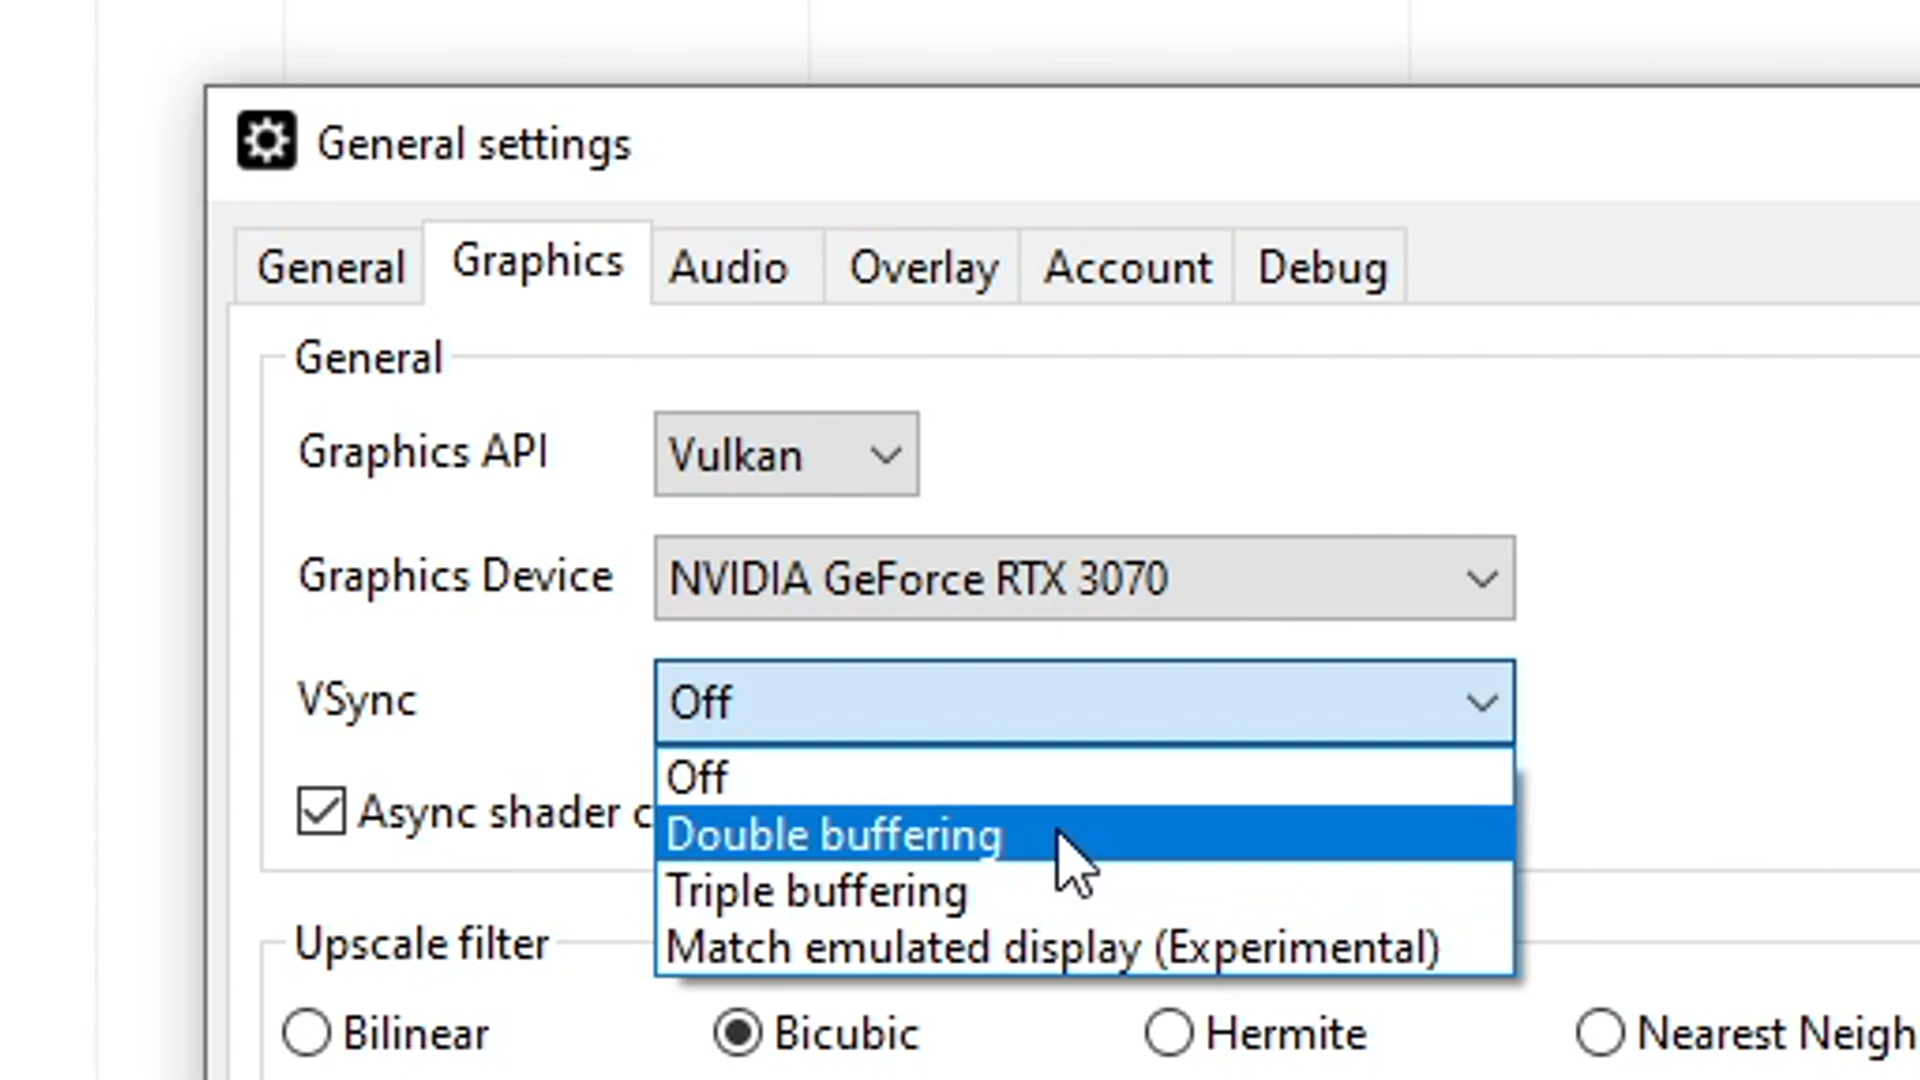 General settings
General Graphics Audio Overlay Account Debug
General
Graphics API Vulkan
Graphics Device NVIDIA GeForce RTX 3070
VSync Off
Off
Async shader
Double buffering
Triple buffering
Match emulated display (Experimental)
Upscale filter
Bilinear Bicubic Hermite Nearest